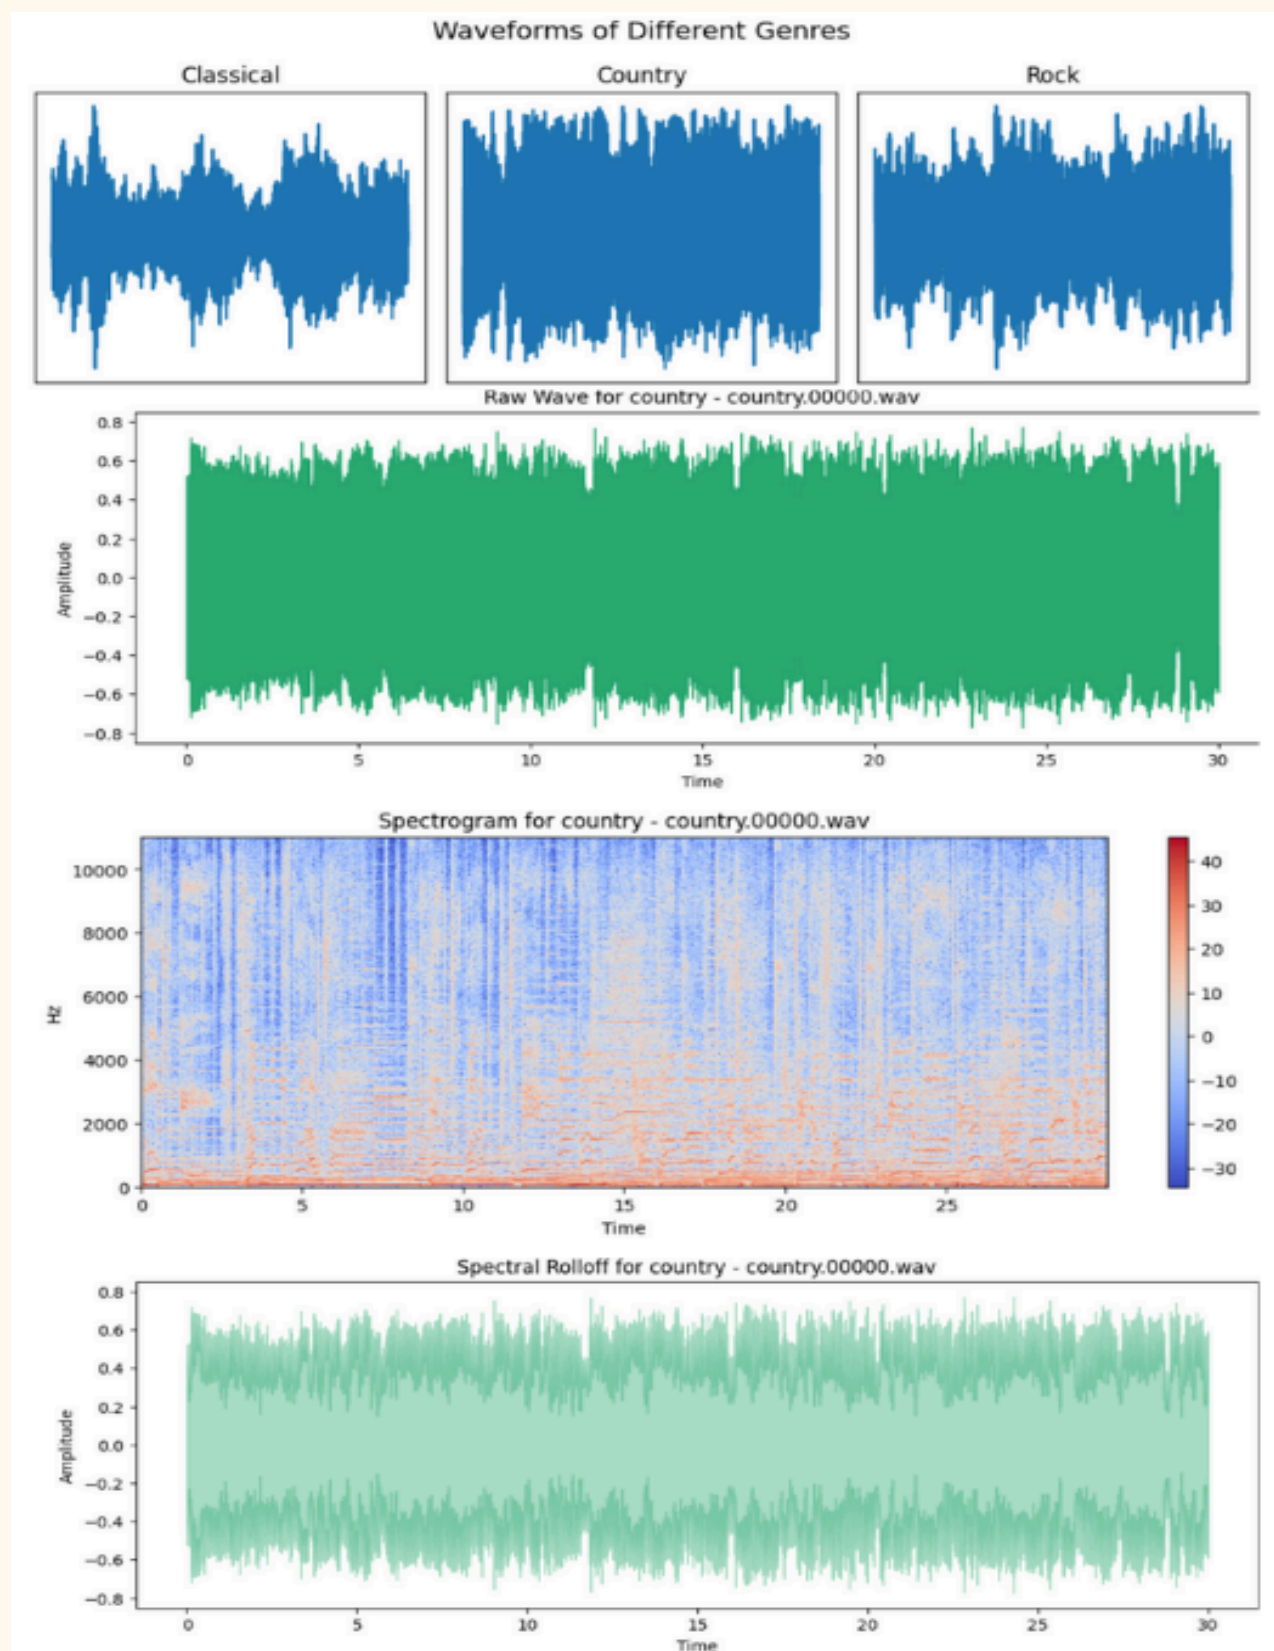 Waveforms of Different Genres
Classical Country Rock
Raw Wave for country - country.00000.wav
0.8
0.6
0.4
0.2
0.0
−0.2
−0.4
−0.6
−0.8
Amplitude
0 5 10 15 20 25 30
Time
Spectrogram for country - country.00000.wav
10000
8000
6000
4000
2000
0
Hz
0 5 10 15 20 25
Time
40
30
20
10
0
−10
−20
−30
Spectral Rolloff for country - country.00000.wav
0.8
0.6
0.4
0.2
0.0
−0.2
−0.4
−0.6
−0.8
Amplitude
0 5 10 15 20 25 30
Time